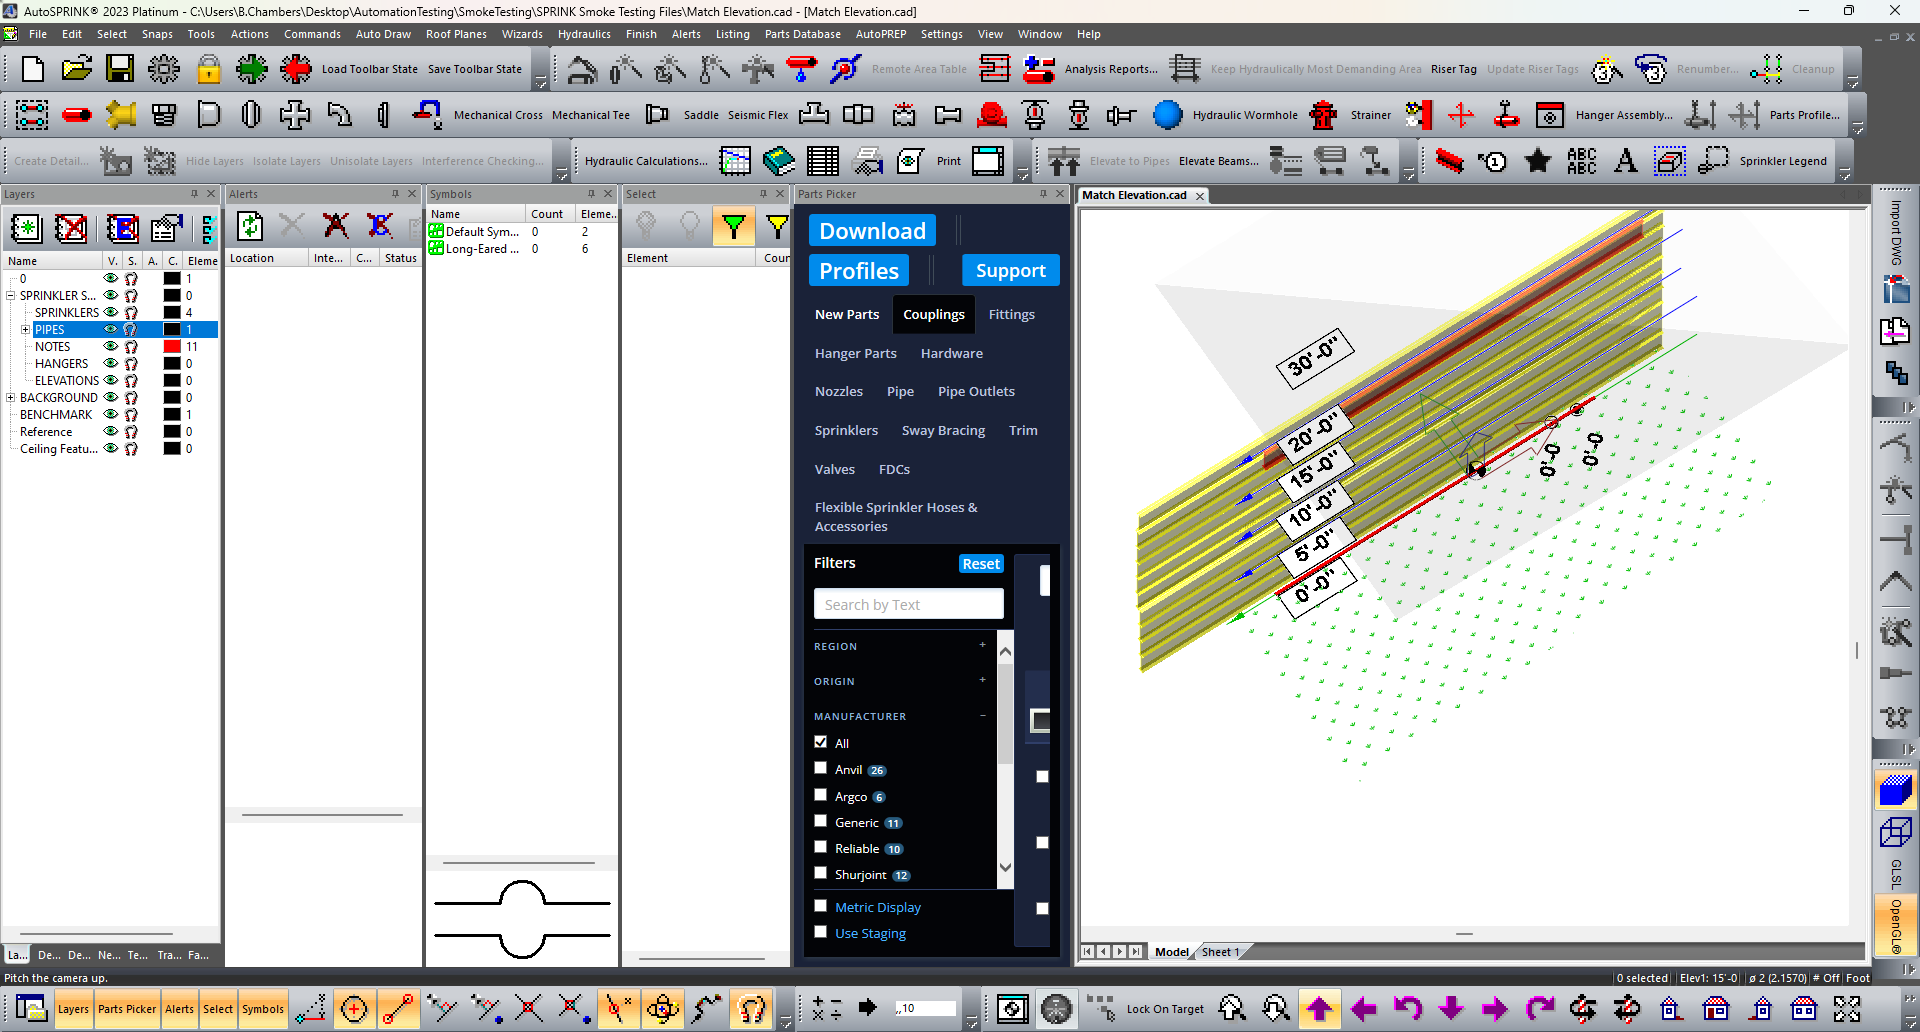 AutoSPRINK® 2023 Platinum - C:\Users\B.Chambers\Desktop\AutomationTesting\SmokeTesting\SPRINK Smoke Testing Files\Match Elevation.cad - [Match Elevation.cad]
File Edit Select Snaps Tools Actions Commands Auto Draw Roof Planes Wizards Hydraulics Finish Alerts Listing Parts Database AutoPREP Settings View Window Help
Load Toolbar State Save Toolbar State Remote Area Table Analysis Reports... Keep Hydraulically Most Demanding Area Riser Tag Update Riser Tags Renumber... Cleanup
Mechanical Cross Mechanical Tee Saddle Seismic Flex Hydraulic Wormhole Strainer Hanger Assembly... Parts Profile...
Create Detail... Hide Layers Isolate Layers Unisolate Layers Interference Checking... Hydraulic Calculations... Print Elevate to Pipes Elevate Beams... ABC ABC A Sprinkler Legend
Layers
Name V. S. A. C. Eleme
0 1
SPRINKLER S... 0
SPRINKLERS 4
PIPES 1
NOTES 11
HANGERS 0
ELEVATIONS 0
BACKGROUND 0
BENCHMARK 1
Reference 0
Ceiling Featu... 0
La... De... De... Ne... Te... Tra... Fa...
Alerts
Location Inte... C... Status
Symbols
Name Count Eleme..
Default Sym... 0 2
Long-Eared ... 0 6
Select
Element Coun
Parts Picker
Download
Profiles Support
New Parts Couplings Fittings
Hanger Parts Hardware
Nozzles Pipe Pipe Outlets
Sprinklers Sway Bracing Trim
Valves FDCs
Flexible Sprinkler Hoses &
Accessories
Filters Reset
Search by Text
REGION +
ORIGIN +
MANUFACTURER −
All
Anvil 26
Argco 6
Generic 11
Reliable 10
Shurjoint 12
Metric Display
Use Staging
Match Elevation.cad
30'-0"
20'-0"
15'-0"
10'-0"
5'-0"
0'-0"
0'-0
0'-0
Model Sheet 1
Import DWG
GLSL
OpenGL®
Pitch the camera up.
0 selected Elev1: 15'-0 ø 2 (2.1570) # Off Foot
Layers Parts Picker Alerts Select Symbols ,,10 Lock On Target